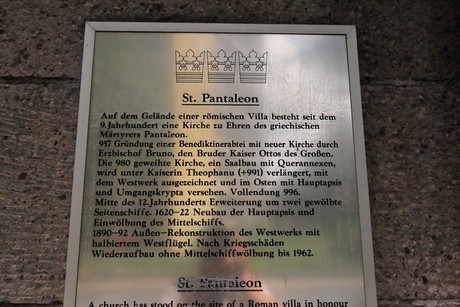 St. Pantaleon
Auf dem Gelände einer römischen Villa besteht seit dem
9. Jahrhundert eine Kirche zu Ehren des griechischen
Märtyrers Pantaleon.
957 Gründung einer Benediktinerabtei mit neuer Kirche durch
Erzbischof Bruno, den Bruder Kaiser Ottos des Großen.
Die 980 geweihte Kirche, ein Saalbau mit Querannexen,
wird unter Kaiserin Theophanu (+991) verlängert, mit
dem Westwerk ausgezeichnet und im Osten mit Hauptapsis
und Umgangskrypta versehen. Vollendung 996.
Mitte des 12. Jahrhunderts Erweiterung um zwei gewölbte
Seitenschiffe. 1620–22 Neubau der Hauptapsis und
Einwölbung des Mittelschiffs.
1890–92 Außen-Rekonstruktion des Westwerks mit
halbiertem Westflügel. Nach Kriegsschäden
Wiederaufbau ohne Mittelschiffwölbung bis 1962.
St. Pantaleon
A church has stood on the site of a Roman villa in honour